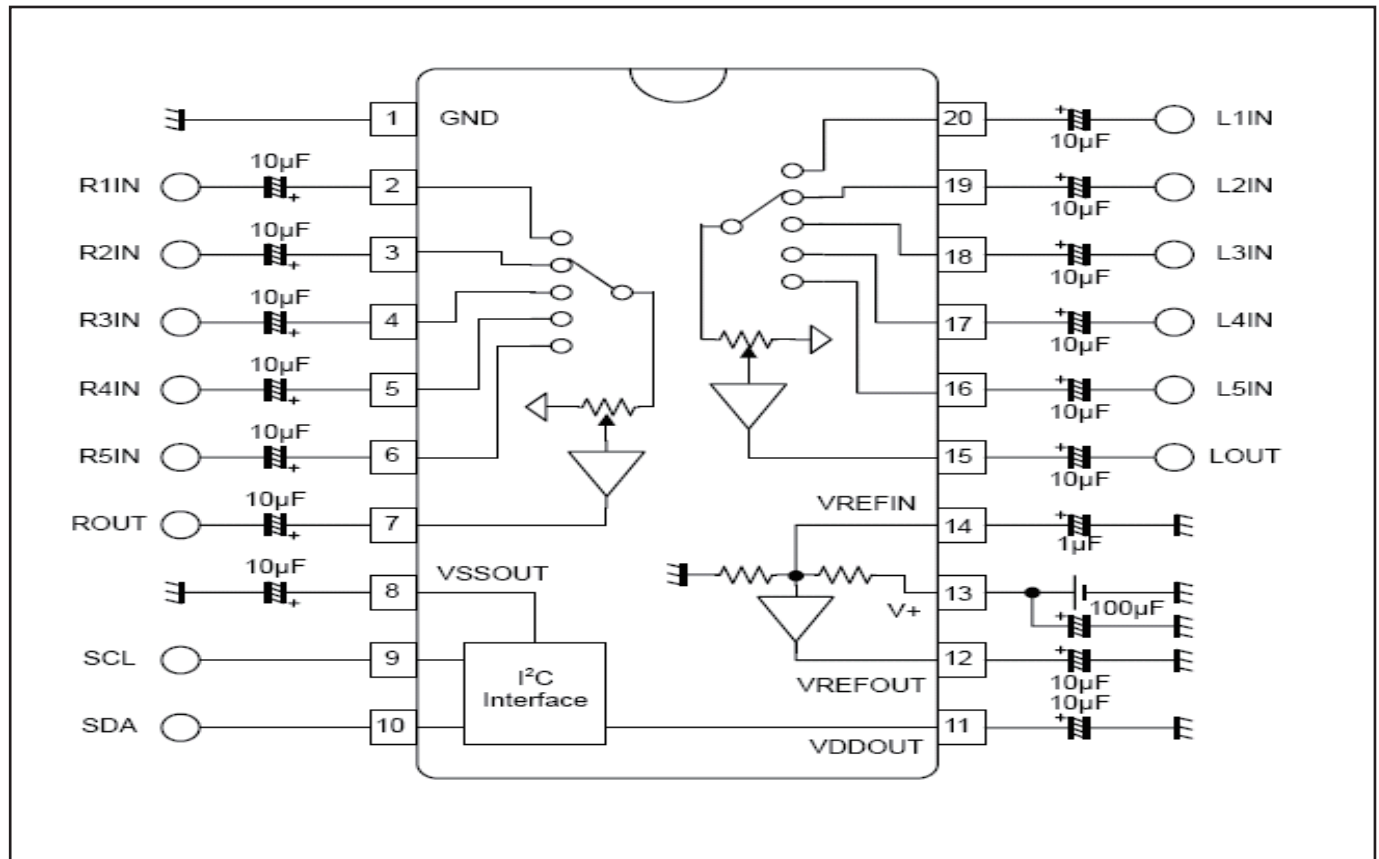 1 GND
10µF
+
R1IN 2
10µF
+
R2IN 3
10µF
+
R3IN 4
10µF
+
R4IN 5
10µF
+
R5IN 6
10µF
+
ROUT 7
10µF
+
8 VSSOUT
SCL 9
SDA 10
I²C
Interface
20 + L1IN
10µF
19 + L2IN
10µF
18 + L3IN
10µF
17 + L4IN
10µF
16 + L5IN
10µF
15 + LOUT
10µF
VREFIN 14 +
1µF
V+ 13
100µF
+
VREFOUT 12 +
10µF
10µF
VDDOUT 11 +